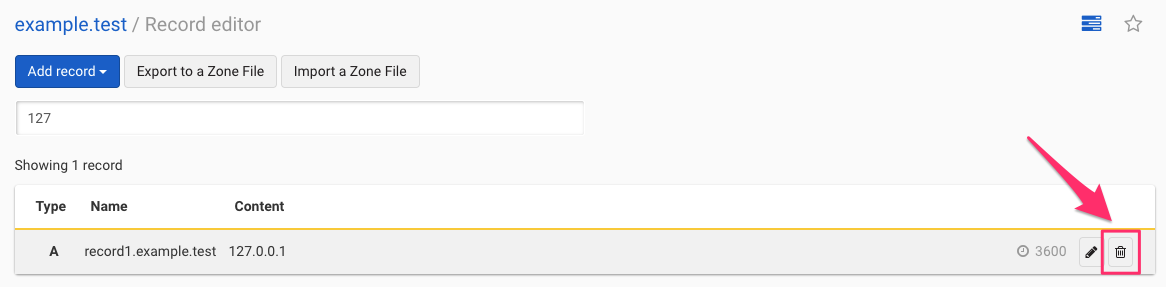 example.test / Record editor
Add record Export to a Zone File Import a Zone File
127
Showing 1 record
Type Name Content
A record1.example.test 127.0.0.1 3600